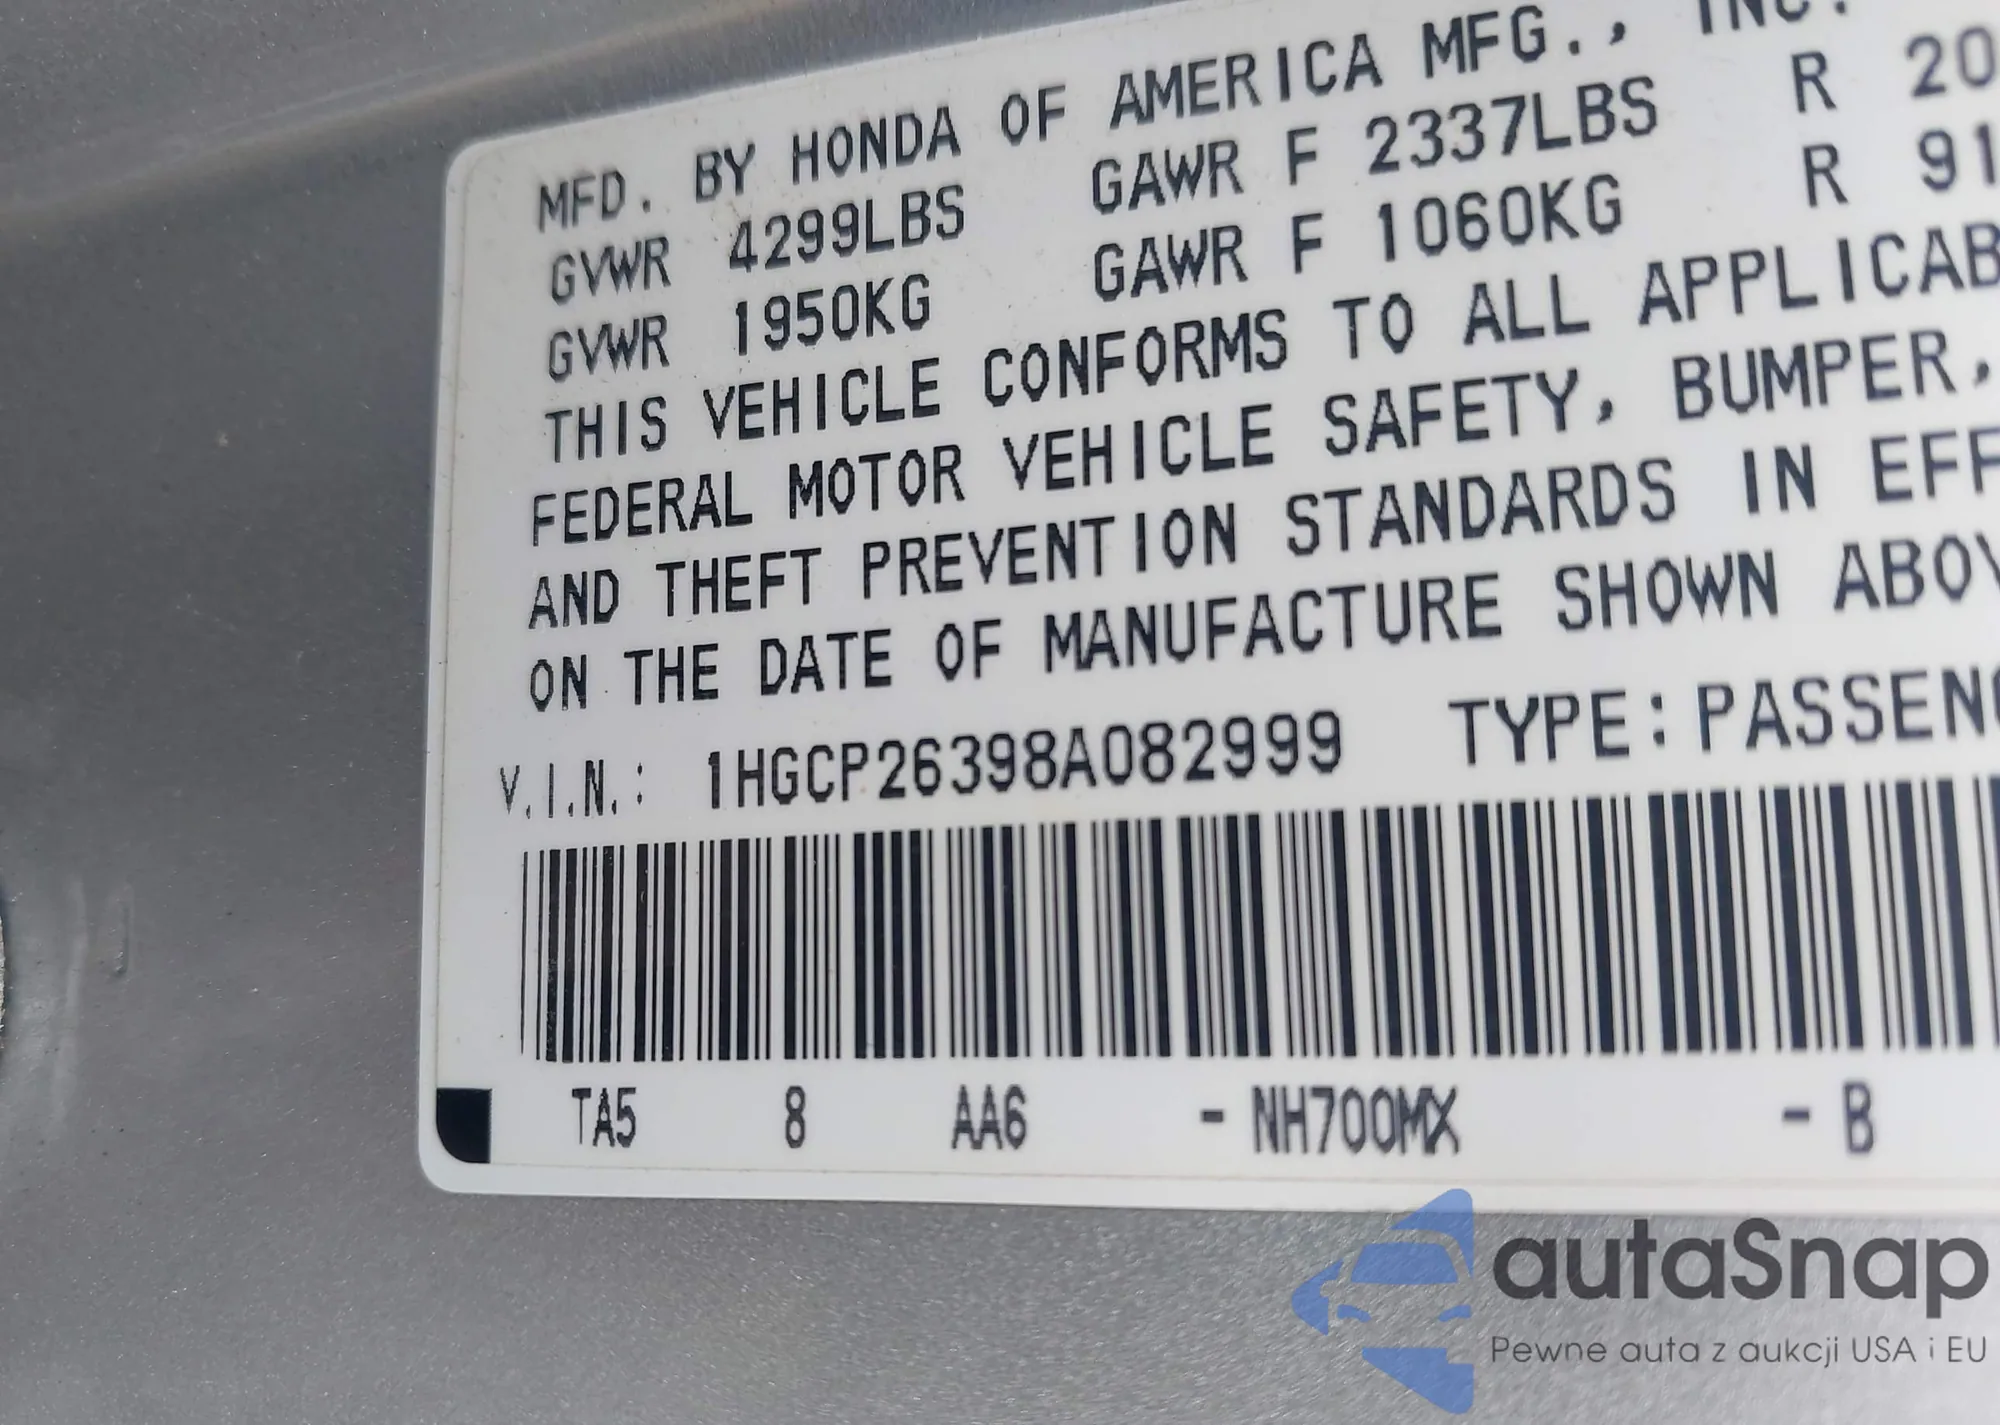 MFD. BY HONDA OF AMERICA MFG., INC.
GVWR 4299LBS GAWR F 2337LBS R 20
GVWR 1950KG GAWR F 1060KG R 91
THIS VEHICLE CONFORMS TO ALL APPLICAB
FEDERAL MOTOR VEHICLE SAFETY, BUMPER,
AND THEFT PREVENTION STANDARDS IN EFF
ON THE DATE OF MANUFACTURE SHOWN ABOV
V.I.N.: 1HGCP26398A082999 TYPE:PASSENG
TA5 8 AA6 - NH700MX - B
autaSnap
Pewne auta z aukcji USA i EU